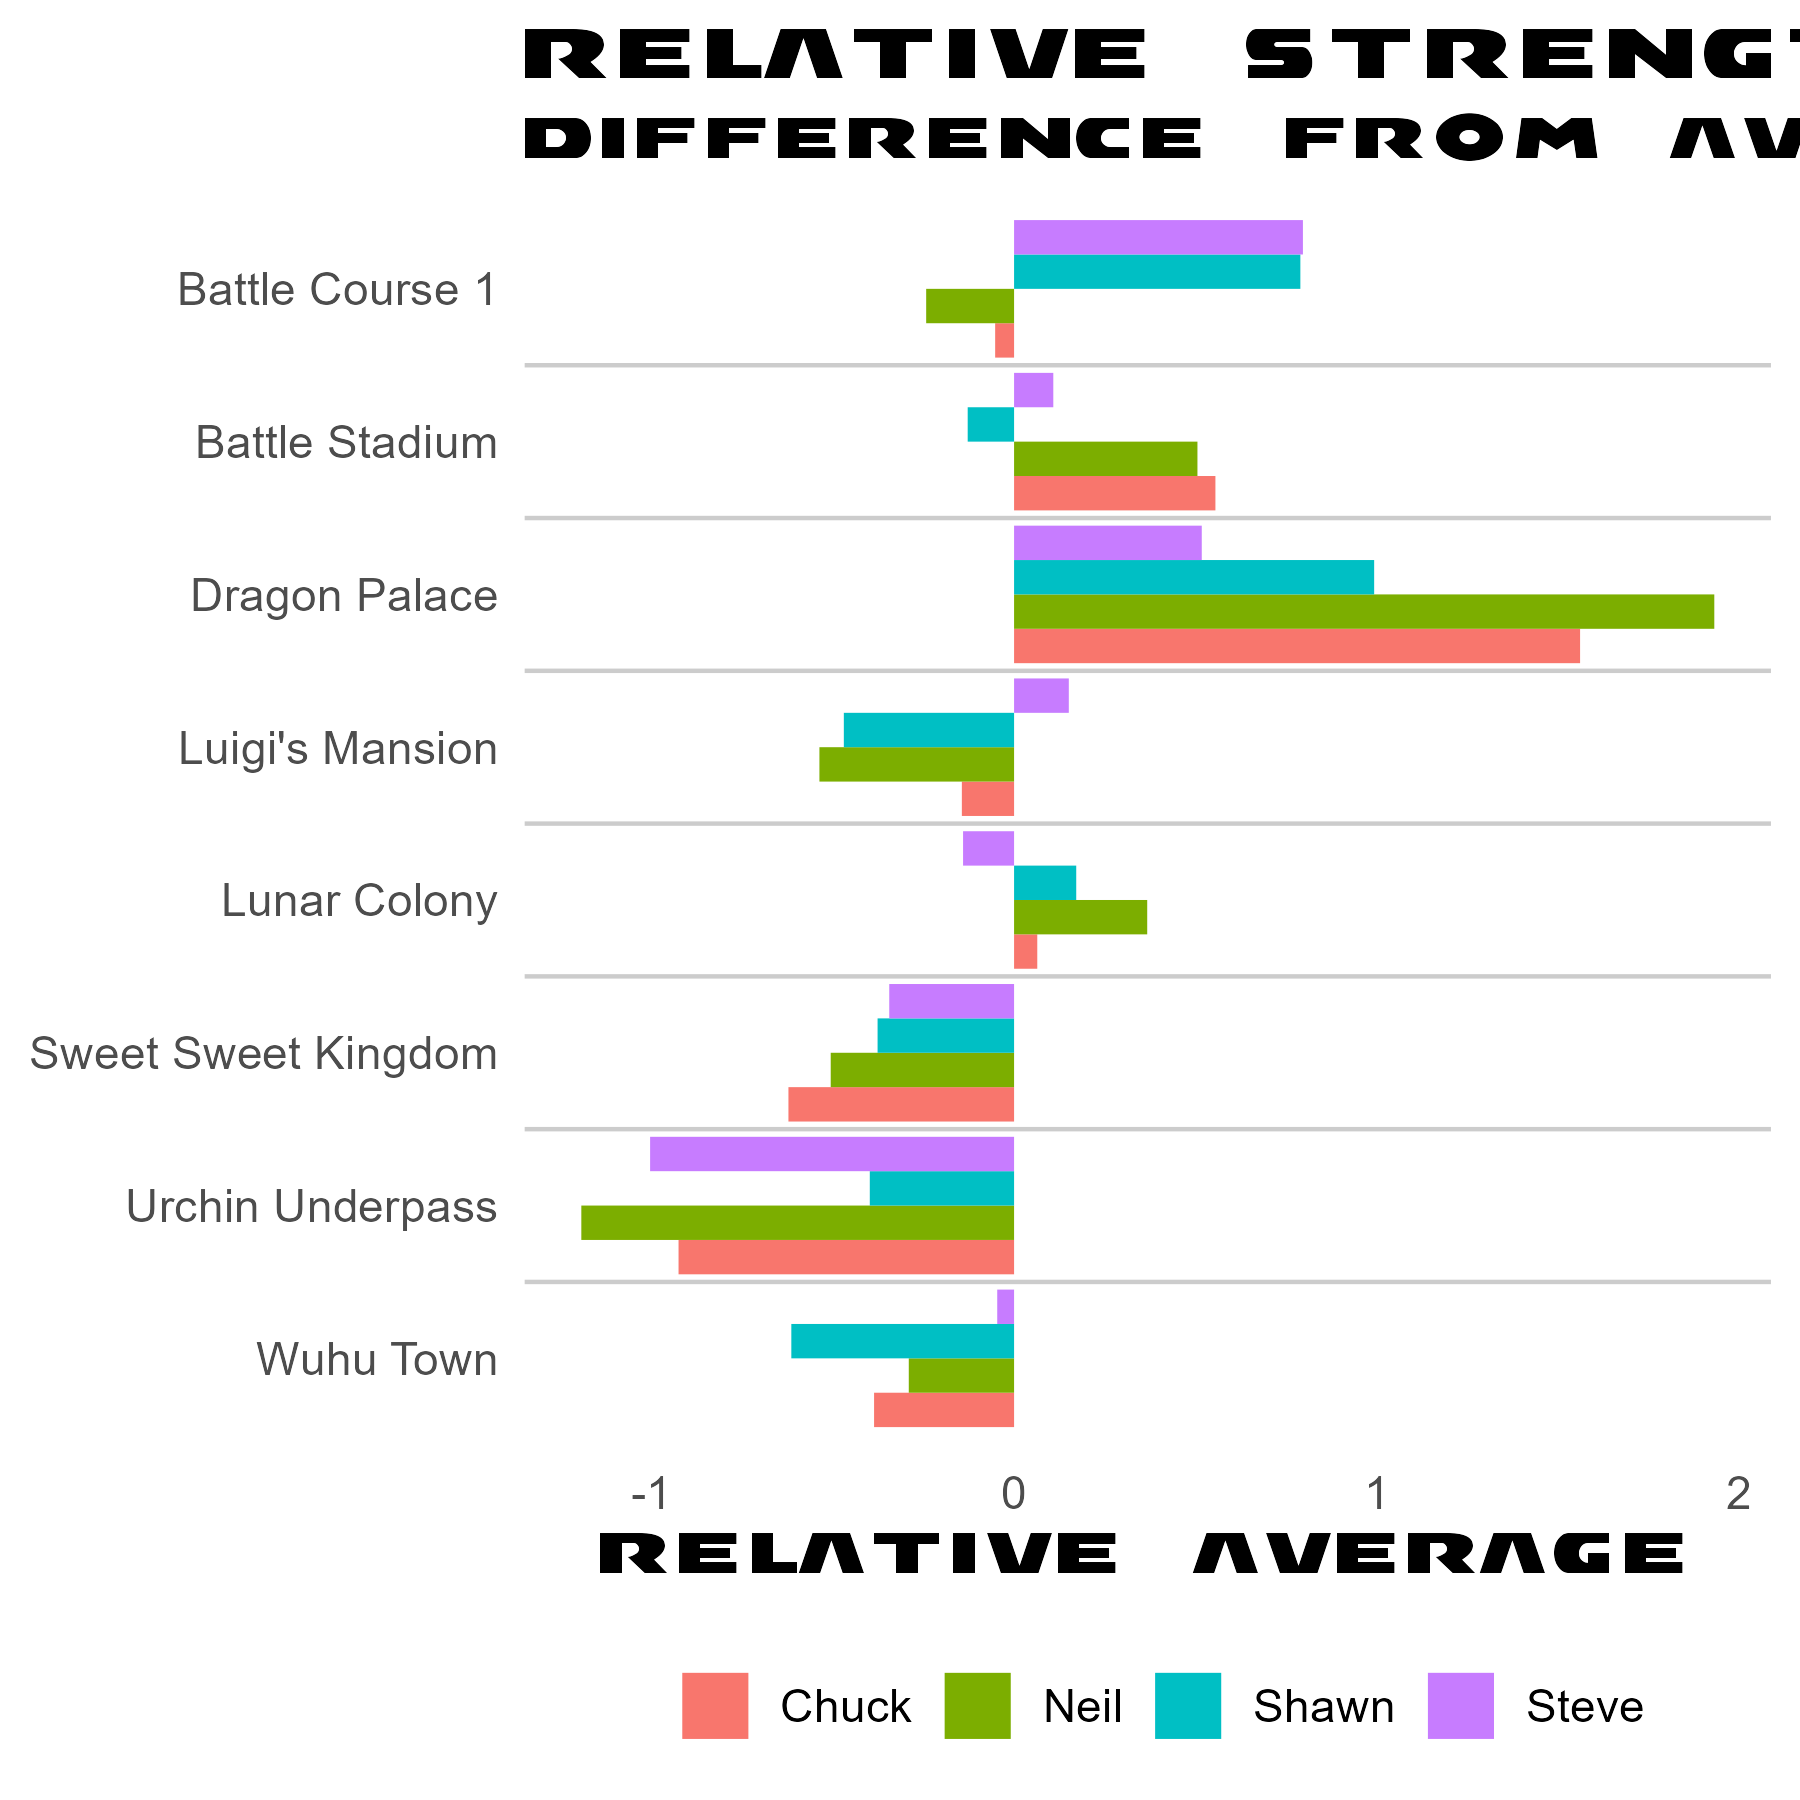 RELATIVE STRENG
DIFFERENCE FROM AV
Battle Course 1
Battle Stadium
Dragon Palace
Luigi's Mansion
Lunar Colony
Sweet Sweet Kingdom
Urchin Underpass
Wuhu Town
-1 0 1 2
RELATIVE AVERAGE
Chuck Neil Shawn Steve